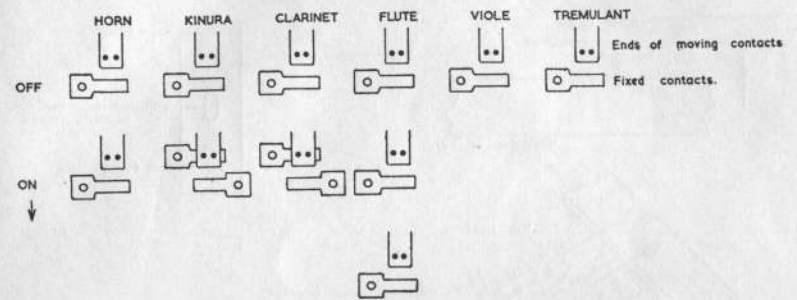 HORN KINURA CLARINET FLUTE VIOLE TREMULANT
Ends of moving contacts
OFF
Fixed contacts.
ON